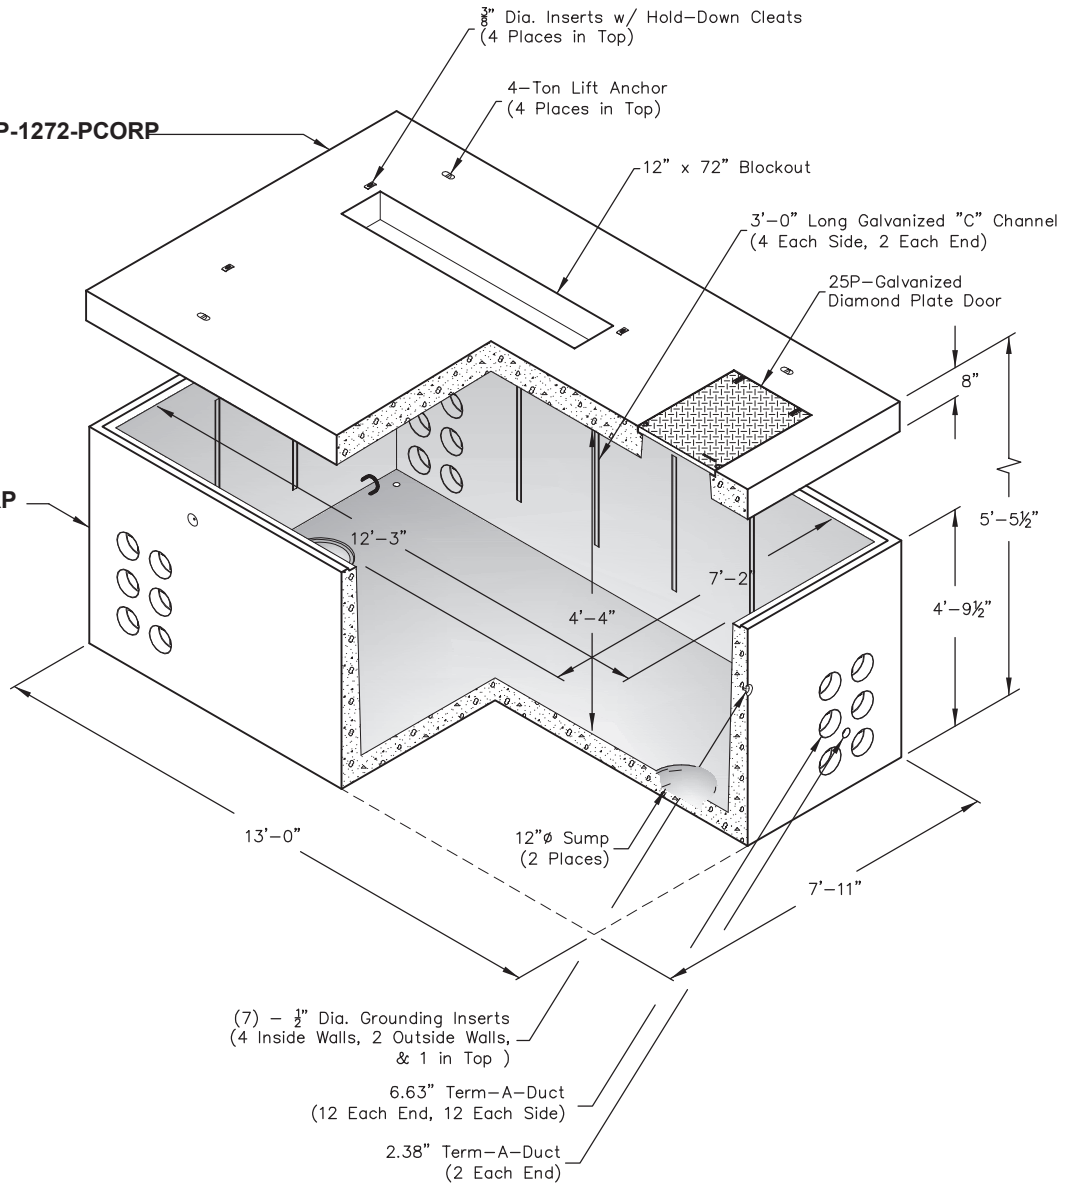 3/8" Dia. Inserts w/ Hold-Down Cleats
(4 Places in Top)
4-Ton Lift Anchor
(4 Places in Top)
P-1272-PCORP
12" x 72" Blockout
3'-0" Long Galvanized "C" Channel
(4 Each Side, 2 Each End)
25P-Galvanized
Diamond Plate Door
8"
P
5'-5½"
12'-3"
7'-2
4'-4"
4'-9½"
13'-0"
12"ø Sump
(2 Places)
7'-11"
(7) - ½" Dia. Grounding Inserts
(4 Inside Walls, 2 Outside Walls,
& 1 in Top )
6.63" Term-A-Duct
(12 Each End, 12 Each Side)
2.38" Term-A-Duct
(2 Each End)